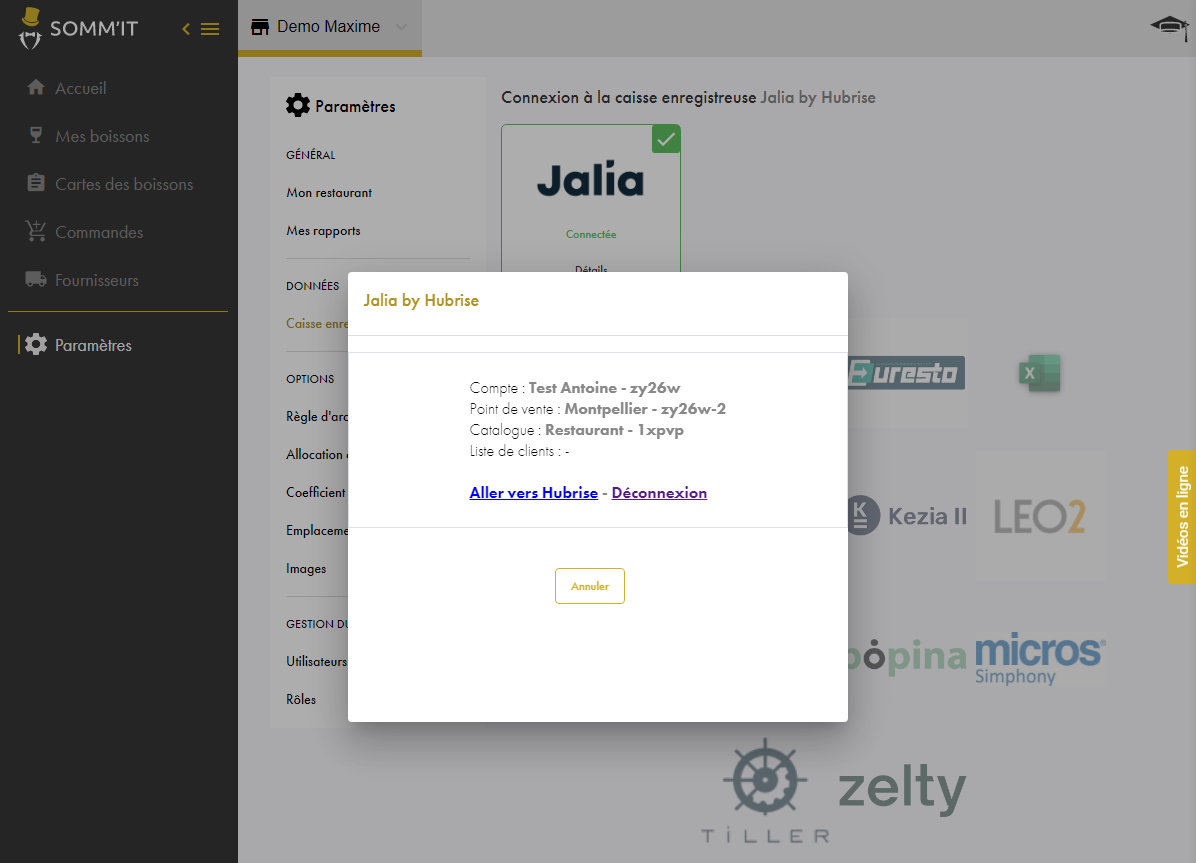 SOMM'IT
Demo Maxime
Accueil
Mes boissons
Cartes des boissons
Commandes
Fournisseurs
Paramètres
Paramètres
GÉNÉRAL
Mon restaurant
Mes rapports
DONNÉES
Caisse enre
OPTIONS
Règle d'arc
Allocation
Coefficient
Emplaceme
Images
GESTION DU
Utilisateurs
Rôles
Connexion à la caisse enregistreuse Jalia by Hubrise
Jalia
Connectée
Détails
Jalia by Hubrise
Compte : Test Antoine - zy26w
Point de vente : Montpellier - zy26w-2
Catalogue : Restaurant - 1xpvp
Liste de clients : -
Aller vers Hubrise - Déconnexion
Annuler
Euresto
X
K Kezia II
LEO2
popina
micros
Simphony
TiLLER
zelty
Vidéos en ligne